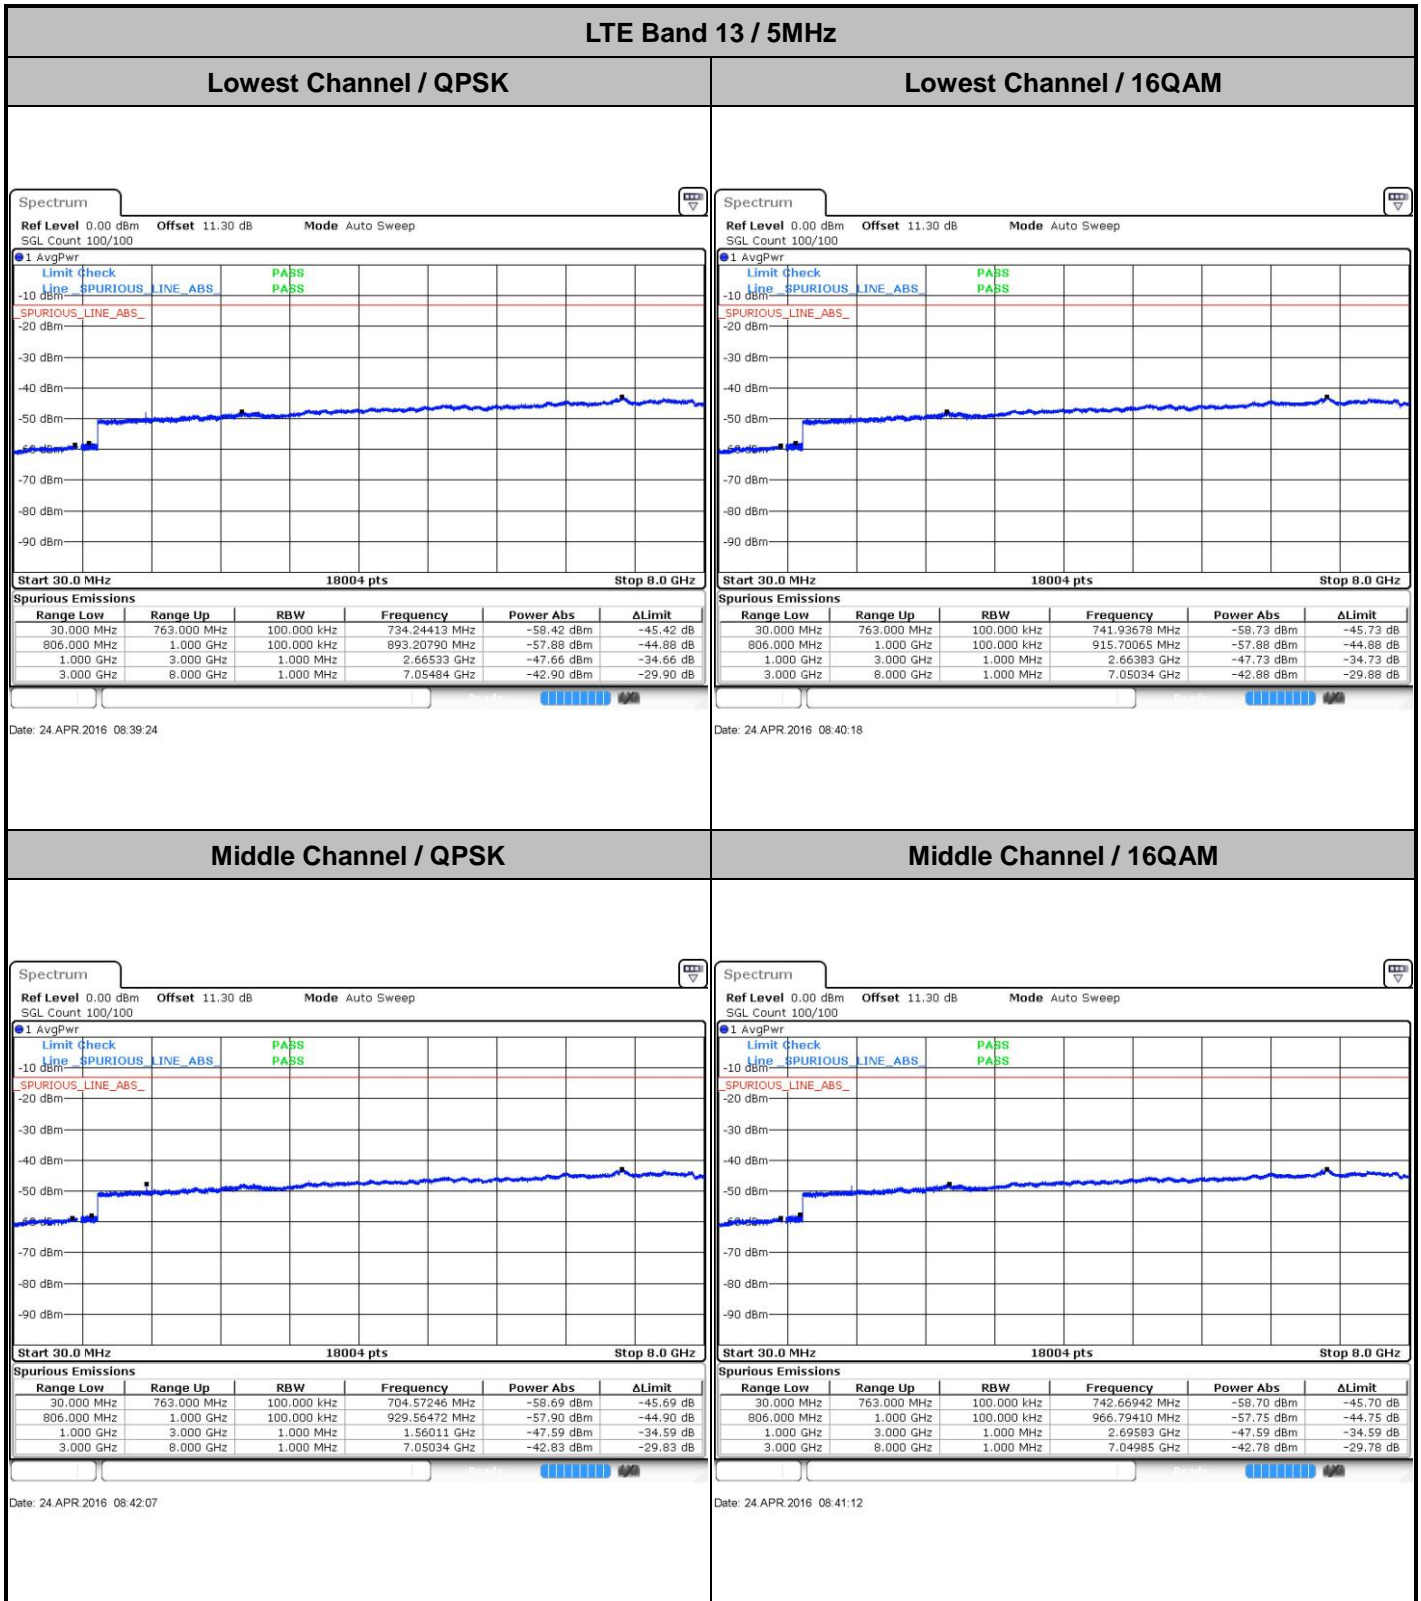 LTE Band 13 / 5MHz
Lowest Channel / QPSK
Lowest Channel / 16QAM
Spectrum
Ref Level 0.00 dBm Offset 11.30 dB Mode Auto Sweep
SGL Count 100/100
1 AvgPwr
Limit Check PASS
Line _SPURIOUS_LINE_ABS_ PASS
-10 dBm
_SPURIOUS_LINE_ABS_
-20 dBm
-30 dBm
-40 dBm
-50 dBm
-60 dBm
-70 dBm
-80 dBm
-90 dBm
Start 30.0 MHz 18004 pts Stop 8.0 GHz
Spurious Emissions
Range Low Range Up RBW Frequency Power Abs ΔLimit
30.000 MHz 763.000 MHz 100.000 kHz 734.24413 MHz -58.42 dBm -45.42 dB
806.000 MHz 1.000 GHz 100.000 kHz 893.20790 MHz -57.88 dBm -44.88 dB
1.000 GHz 3.000 GHz 1.000 MHz 2.66533 GHz -47.66 dBm -34.66 dB
3.000 GHz 8.000 GHz 1.000 MHz 7.05484 GHz -42.90 dBm -29.90 dB
Date: 24.APR.2016 08:39:24
Spectrum
Ref Level 0.00 dBm Offset 11.30 dB Mode Auto Sweep
SGL Count 100/100
1 AvgPwr
Limit Check PASS
Line _SPURIOUS_LINE_ABS_ PASS
-10 dBm
_SPURIOUS_LINE_ABS_
-20 dBm
-30 dBm
-40 dBm
-50 dBm
-60 dBm
-70 dBm
-80 dBm
-90 dBm
Start 30.0 MHz 18004 pts Stop 8.0 GHz
Spurious Emissions
Range Low Range Up RBW Frequency Power Abs ΔLimit
30.000 MHz 763.000 MHz 100.000 kHz 741.93678 MHz -58.73 dBm -45.73 dB
806.000 MHz 1.000 GHz 100.000 kHz 915.70065 MHz -57.88 dBm -44.88 dB
1.000 GHz 3.000 GHz 1.000 MHz 2.66383 GHz -47.73 dBm -34.73 dB
3.000 GHz 8.000 GHz 1.000 MHz 7.05034 GHz -42.88 dBm -29.88 dB
Date: 24.APR.2016 08:40:18
Middle Channel / QPSK
Middle Channel / 16QAM
Spectrum
Ref Level 0.00 dBm Offset 11.30 dB Mode Auto Sweep
SGL Count 100/100
1 AvgPwr
Limit Check PASS
Line _SPURIOUS_LINE_ABS_ PASS
-10 dBm
_SPURIOUS_LINE_ABS_
-20 dBm
-30 dBm
-40 dBm
-50 dBm
-60 dBm
-70 dBm
-80 dBm
-90 dBm
Start 30.0 MHz 18004 pts Stop 8.0 GHz
Spurious Emissions
Range Low Range Up RBW Frequency Power Abs ΔLimit
30.000 MHz 763.000 MHz 100.000 kHz 704.57246 MHz -58.69 dBm -45.69 dB
806.000 MHz 1.000 GHz 100.000 kHz 929.56472 MHz -57.90 dBm -44.90 dB
1.000 GHz 3.000 GHz 1.000 MHz 1.56011 GHz -47.59 dBm -34.59 dB
3.000 GHz 8.000 GHz 1.000 MHz 7.05034 GHz -42.83 dBm -29.83 dB
Date: 24.APR.2016 08:42:07
Spectrum
Ref Level 0.00 dBm Offset 11.30 dB Mode Auto Sweep
SGL Count 100/100
1 AvgPwr
Limit Check PASS
Line _SPURIOUS_LINE_ABS_ PASS
-10 dBm
_SPURIOUS_LINE_ABS_
-20 dBm
-30 dBm
-40 dBm
-50 dBm
-60 dBm
-70 dBm
-80 dBm
-90 dBm
Start 30.0 MHz 18004 pts Stop 8.0 GHz
Spurious Emissions
Range Low Range Up RBW Frequency Power Abs ΔLimit
30.000 MHz 763.000 MHz 100.000 kHz 742.66942 MHz -58.70 dBm -45.70 dB
806.000 MHz 1.000 GHz 100.000 kHz 966.79410 MHz -57.75 dBm -44.75 dB
1.000 GHz 3.000 GHz 1.000 MHz 2.69583 GHz -47.59 dBm -34.59 dB
3.000 GHz 8.000 GHz 1.000 MHz 7.04985 GHz -42.78 dBm -29.78 dB
Date: 24.APR.2016 08:41:12